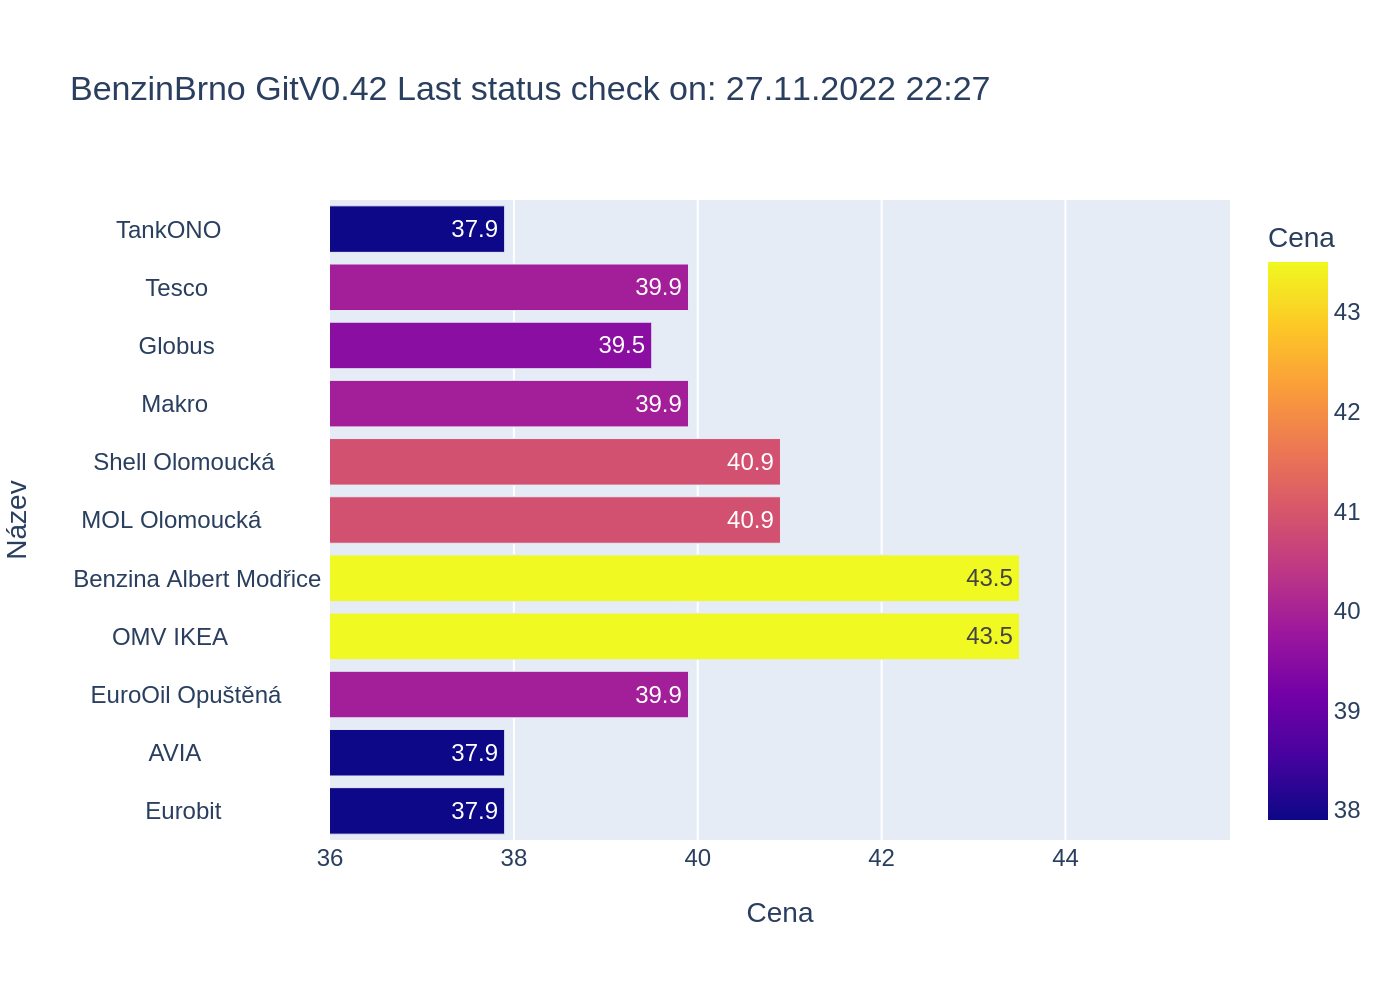 BenzinBrno GitV0.42 Last status check on: 27.11.2022 22:27
Název
TankONO 37.9
Tesco 39.9
Globus 39.5
Makro 39.9
Shell Olomoucká 40.9
MOL Olomoucká 40.9
Benzina Albert Modřice 43.5
OMV IKEA 43.5
EuroOil Opuštěná 39.9
AVIA 37.9
Eurobit 37.9
36 38 40 42 44
Cena
Cena
43
42
41
40
39
38